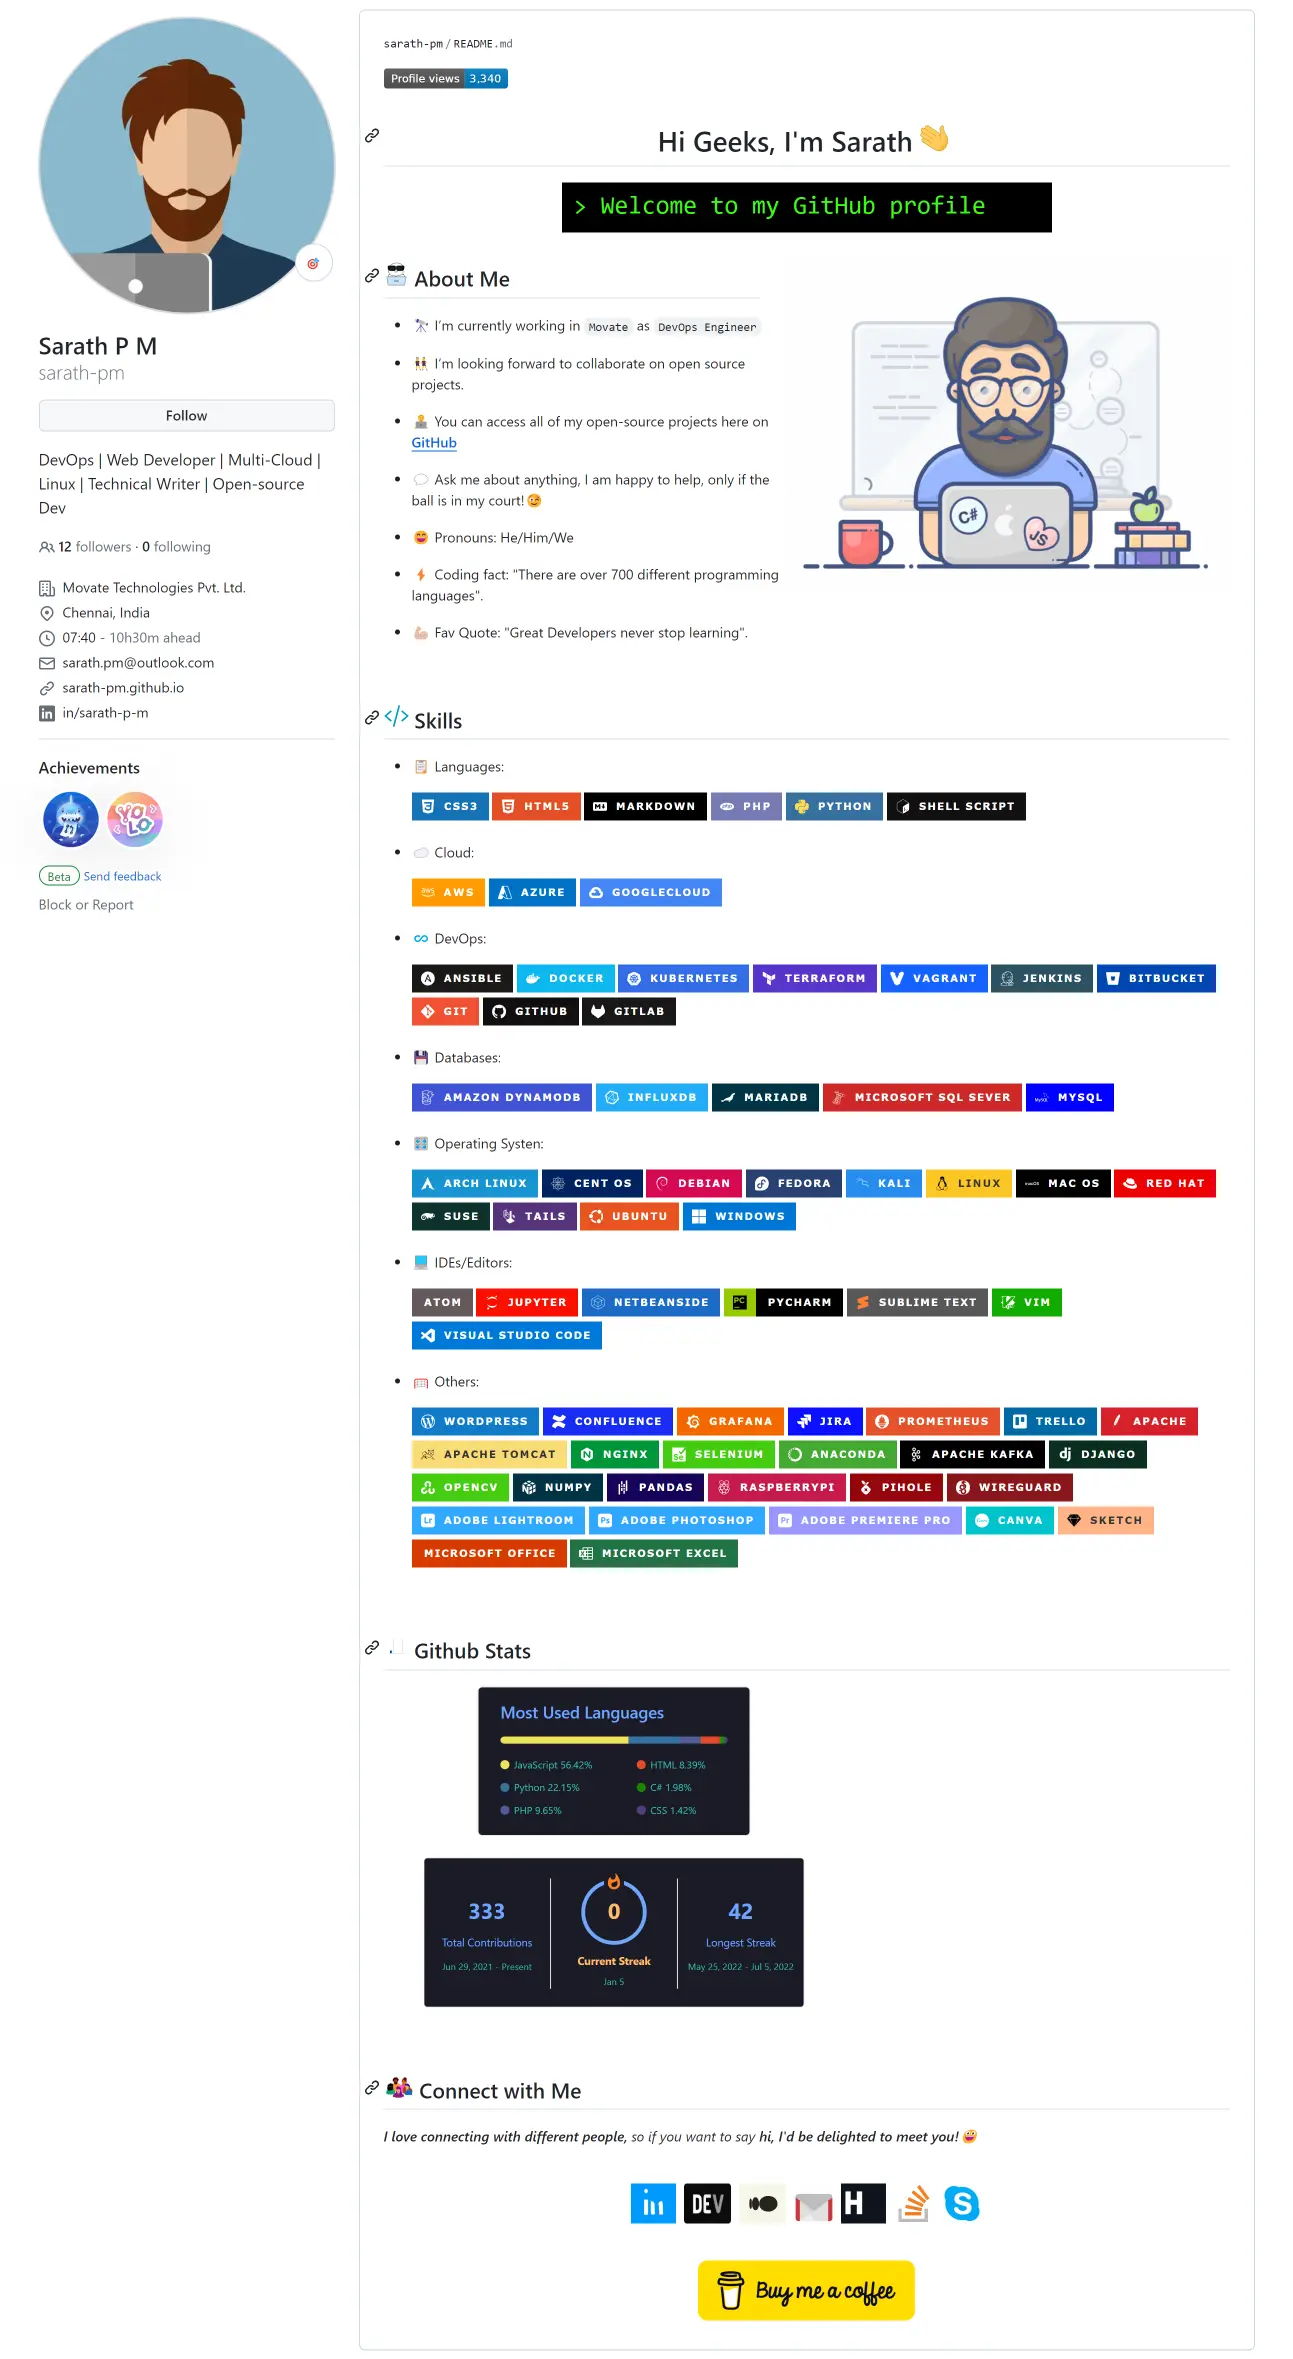 Sarath P M
sarath-pm
Follow
DevOps | Web Developer | Multi-Cloud |
Linux | Technical Writer | Open-source
Dev
12 followers · 0 following
Movate Technologies Pvt. Ltd.
Chennai, India
07:40 - 10h30m ahead
sarath.pm@outlook.com
sarath-pm.github.io
in/sarath-p-m
Achievements
YOLO
Beta Send feedback
Block or Report
sarath-pm / README.md
Profile views 3,340
Hi Geeks, I'm Sarath 👋
> Welcome to my GitHub profile
About Me
I'm currently working in Movate as DevOps Engineer
I'm looking forward to collaborate on open source
projects.
You can access all of my open-source projects here on
GitHub
Ask me about anything, I am happy to help, only if the
ball is in my court!
Pronouns: He/Him/We
Coding fact: "There are over 700 different programming
languages".
Fav Quote: "Great Developers never stop learning".
C#
JS
</> Skills
Languages:
CSS3 HTML5 MARKDOWN PHP PYTHON SHELL SCRIPT
Cloud:
AWS AZURE GOOGLECLOUD
DevOps:
ANSIBLE DOCKER KUBERNETES TERRAFORM VAGRANT JENKINS BITBUCKET
GIT GITHUB GITLAB
Databases:
AMAZON DYNAMODB INFLUXDB MARIADB MICROSOFT SQL SEVER MYSQL
Operating Systen:
ARCH LINUX CENT OS DEBIAN FEDORA KALI LINUX MAC OS RED HAT
SUSE TAILS UBUNTU WINDOWS
IDEs/Editors:
ATOM JUPYTER NETBEANSIDE PC PYCHARM SUBLIME TEXT VIM
VISUAL STUDIO CODE
Others:
WORDPRESS CONFLUENCE GRAFANA JIRA PROMETHEUS TRELLO APACHE
APACHE TOMCAT NGINX Se SELENIUM ANACONDA APACHE KAFKA dj DJANGO
OPENCV NUMPY PANDAS RASPBERRYPI PIHOLE WIREGUARD
Lr ADOBE LIGHTROOM Ps ADOBE PHOTOSHOP Pr ADOBE PREMIERE PRO CANVA SKETCH
MICROSOFT OFFICE MICROSOFT EXCEL
Github Stats
Most Used Languages
JavaScript 56.42% HTML 8.39%
Python 22.15% C# 1.98%
PHP 9.65% CSS 1.42%
333 0 42
Total Contributions Current Streak Longest Streak
Jun 29, 2021 - Present Jan 5 May 25, 2022 - Jul 5, 2022
Connect with Me
I love connecting with different people, so if you want to say hi, I'd be delighted to meet you!
in DEV H S
Buy me a coffee